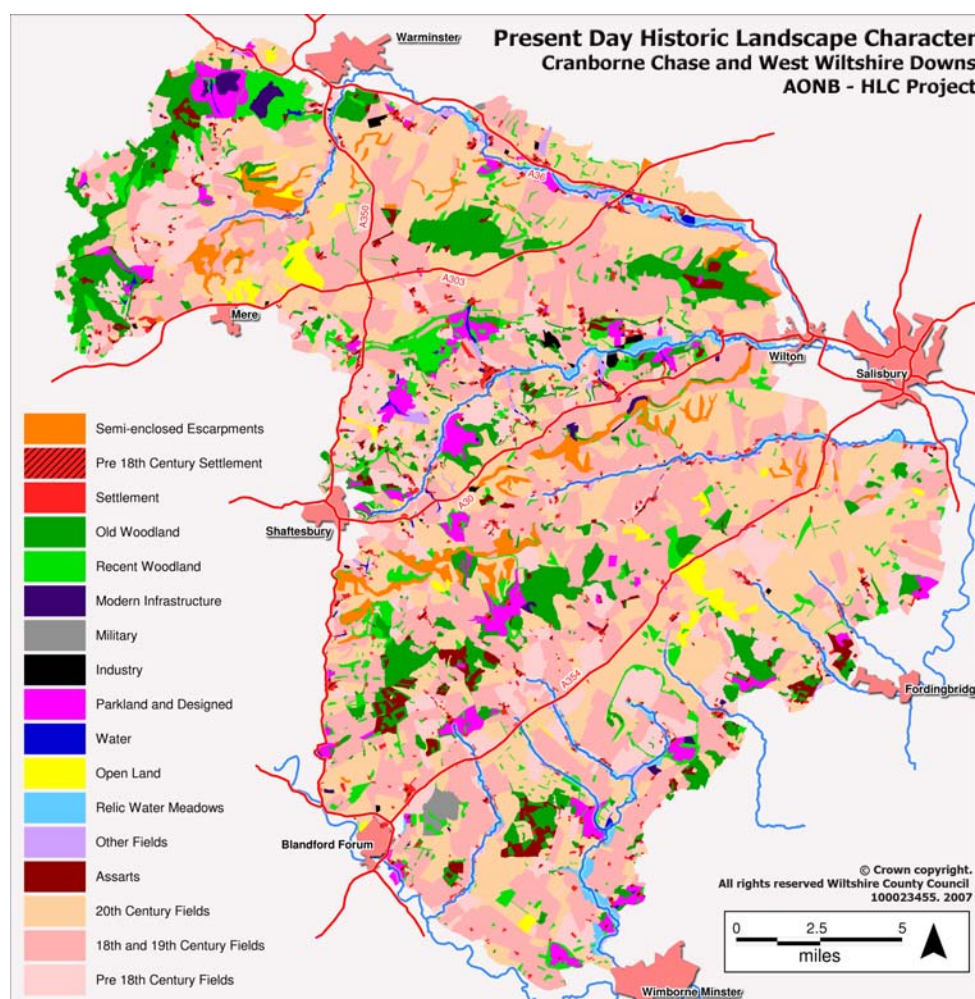 Present Day Historic Landscape Character
Cranborne Chase and West Wiltshire Downs
AONB - HLC Project
Warminster
A36
A350
A303
Mere
Wilton
Salisbury
Shaftesbury
A30
A354
Fordingbridge
Blandford Forum
Wimborne Minster
Semi-enclosed Escarpments
Pre 18th Century Settlement
Settlement
Old Woodland
Recent Woodland
Modern Infrastructure
Military
Industry
Parkland and Designed
Water
Open Land
Relic Water Meadows
Other Fields
Assarts
20th Century Fields
18th and 19th Century Fields
Pre 18th Century Fields
© Crown copyright.
All rights reserved Wiltshire County Council
100023455. 2007
0 2.5 5
miles